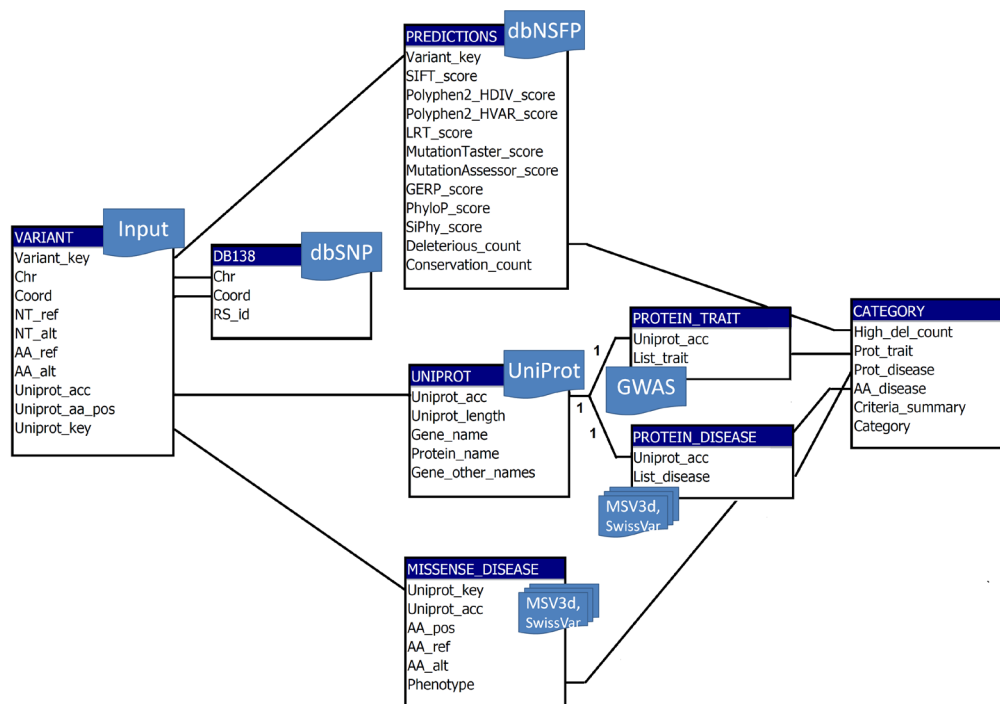 PREDICTIONS
dbNSFP
Variant_key
SIFT_score
Polyphen2_HDIV_score
Polyphen2_HVAR_score
LRT_score
MutationTaster_score
MutationAssessor_score
GERP_score
PhyloP_score
SiPhy_score
Deleterious_count
Conservation_count
VARIANT
Input
Variant_key
Chr
Coord
NT_ref
NT_alt
AA_ref
AA_alt
Uniprot_acc
Uniprot_aa_pos
Uniprot_key
DB138
dbSNP
Chr
Coord
RS_id
UNIPROT
UniProt
Uniprot_acc
Uniprot_length
Gene_name
Protein_name
Gene_other_names
1
1
1
PROTEIN_TRAIT
Uniprot_acc
List_trait
GWAS
PROTEIN_DISEASE
Uniprot_acc
List_disease
MSV3d,
SwissVar
CATEGORY
High_del_count
Prot_trait
Prot_disease
AA_disease
Criteria_summary
Category
MISSENSE_DISEASE
Uniprot_key
Uniprot_acc
AA_pos
AA_ref
AA_alt
Phenotype
MSV3d,
SwissVar